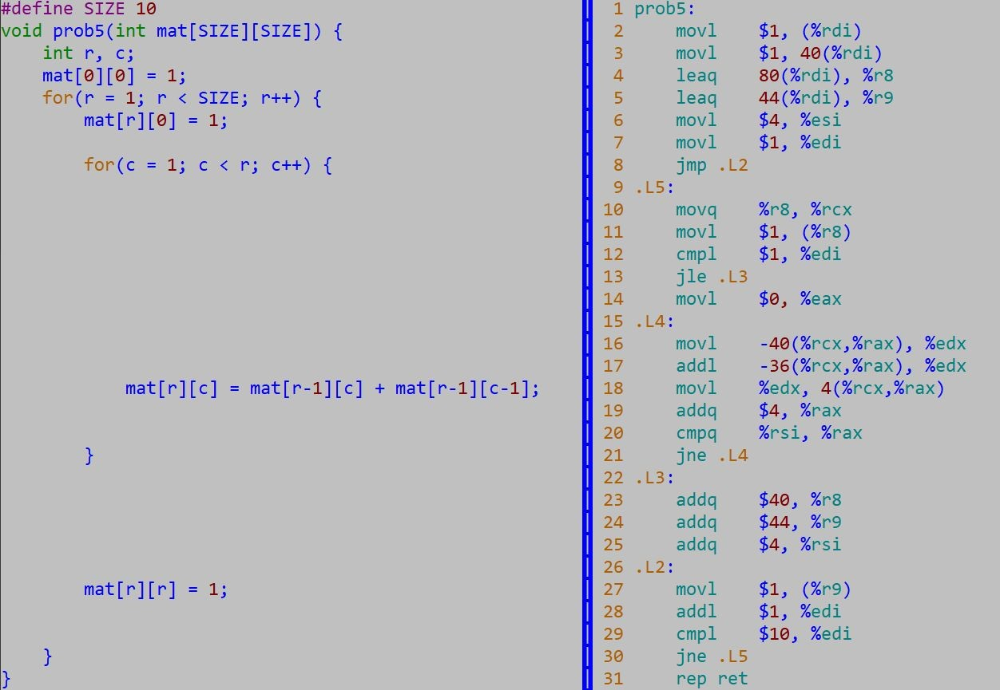 #define SIZE 10
void prob5(int mat[SIZE][SIZE]) {
    int r, c;
    mat[0][0] = 1;
    for(r = 1; r < SIZE; r++) {
        mat[r][0] = 1;
        for(c = 1; c < r; c++) {
            mat[r][c] = mat[r-1][c] + mat[r-1][c-1];
        }
        mat[r][r] = 1;
    }
}
1 prob5:
2     movl    $1, (%rdi)
3     movl    $1, 40(%rdi)
4     leaq    80(%rdi), %r8
5     leaq    44(%rdi), %r9
6     movl    $4, %esi
7     movl    $1, %edi
8     jmp .L2
9 .L5:
10     movq    %r8, %rcx
11     movl    $1, (%r8)
12     cmpl    $1, %edi
13     jle .L3
14     movl    $0, %eax
15 .L4:
16     movl    -40(%rcx,%rax), %edx
17     addl    -36(%rcx,%rax), %edx
18     movl    %edx, 4(%rcx,%rax)
19     addq    $4, %rax
20     cmpq    %rsi, %rax
21     jne .L4
22 .L3:
23     addq    $40, %r8
24     addq    $44, %r9
25     addq    $4, %rsi
26 .L2:
27     movl    $1, (%r9)
28     addl    $1, %edi
29     cmpl    $10, %edi
30     jne .L5
31     rep ret